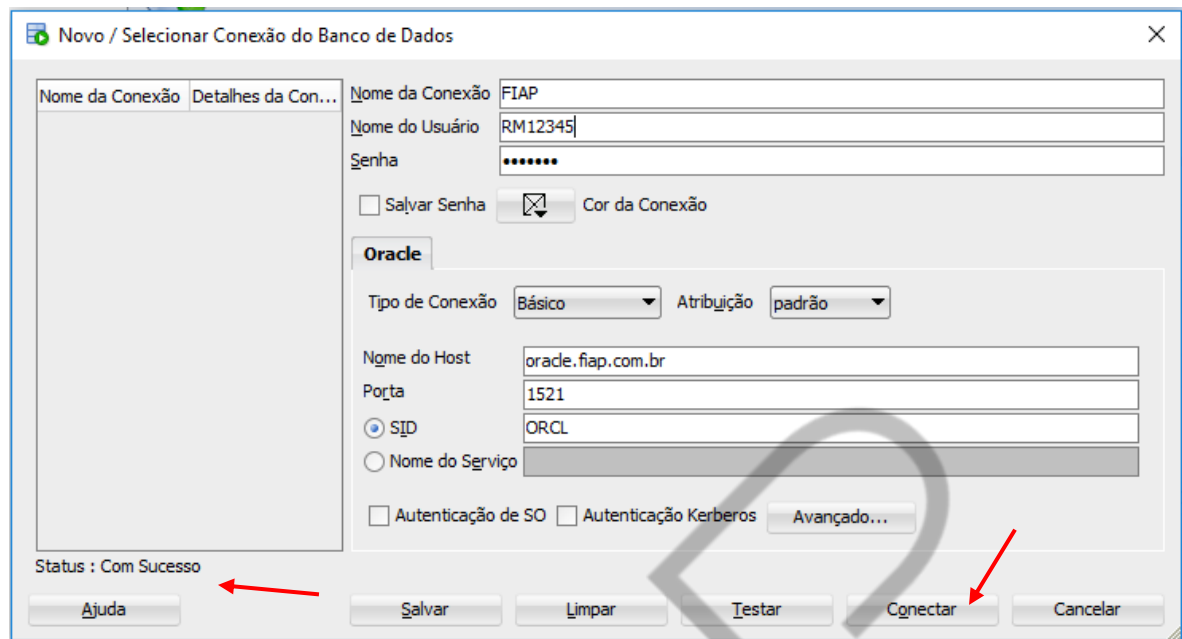 Novo / Selecionar Conexão do Banco de Dados
Nome da Conexão Detalhes da Con...
Nome da Conexão FIAP
Nome do Usuário RM12345
Senha •••••••
Salvar Senha Cor da Conexão
Oracle
Tipo de Conexão Básico Atribuição padrão
Nome do Host oracle.fiap.com.br
Porta 1521
SID ORCL
Nome do Serviço
Autenticação de SO Autenticação Kerberos Avançado...
Status : Com Sucesso
Ajuda Salvar Limpar Testar Conectar Cancelar